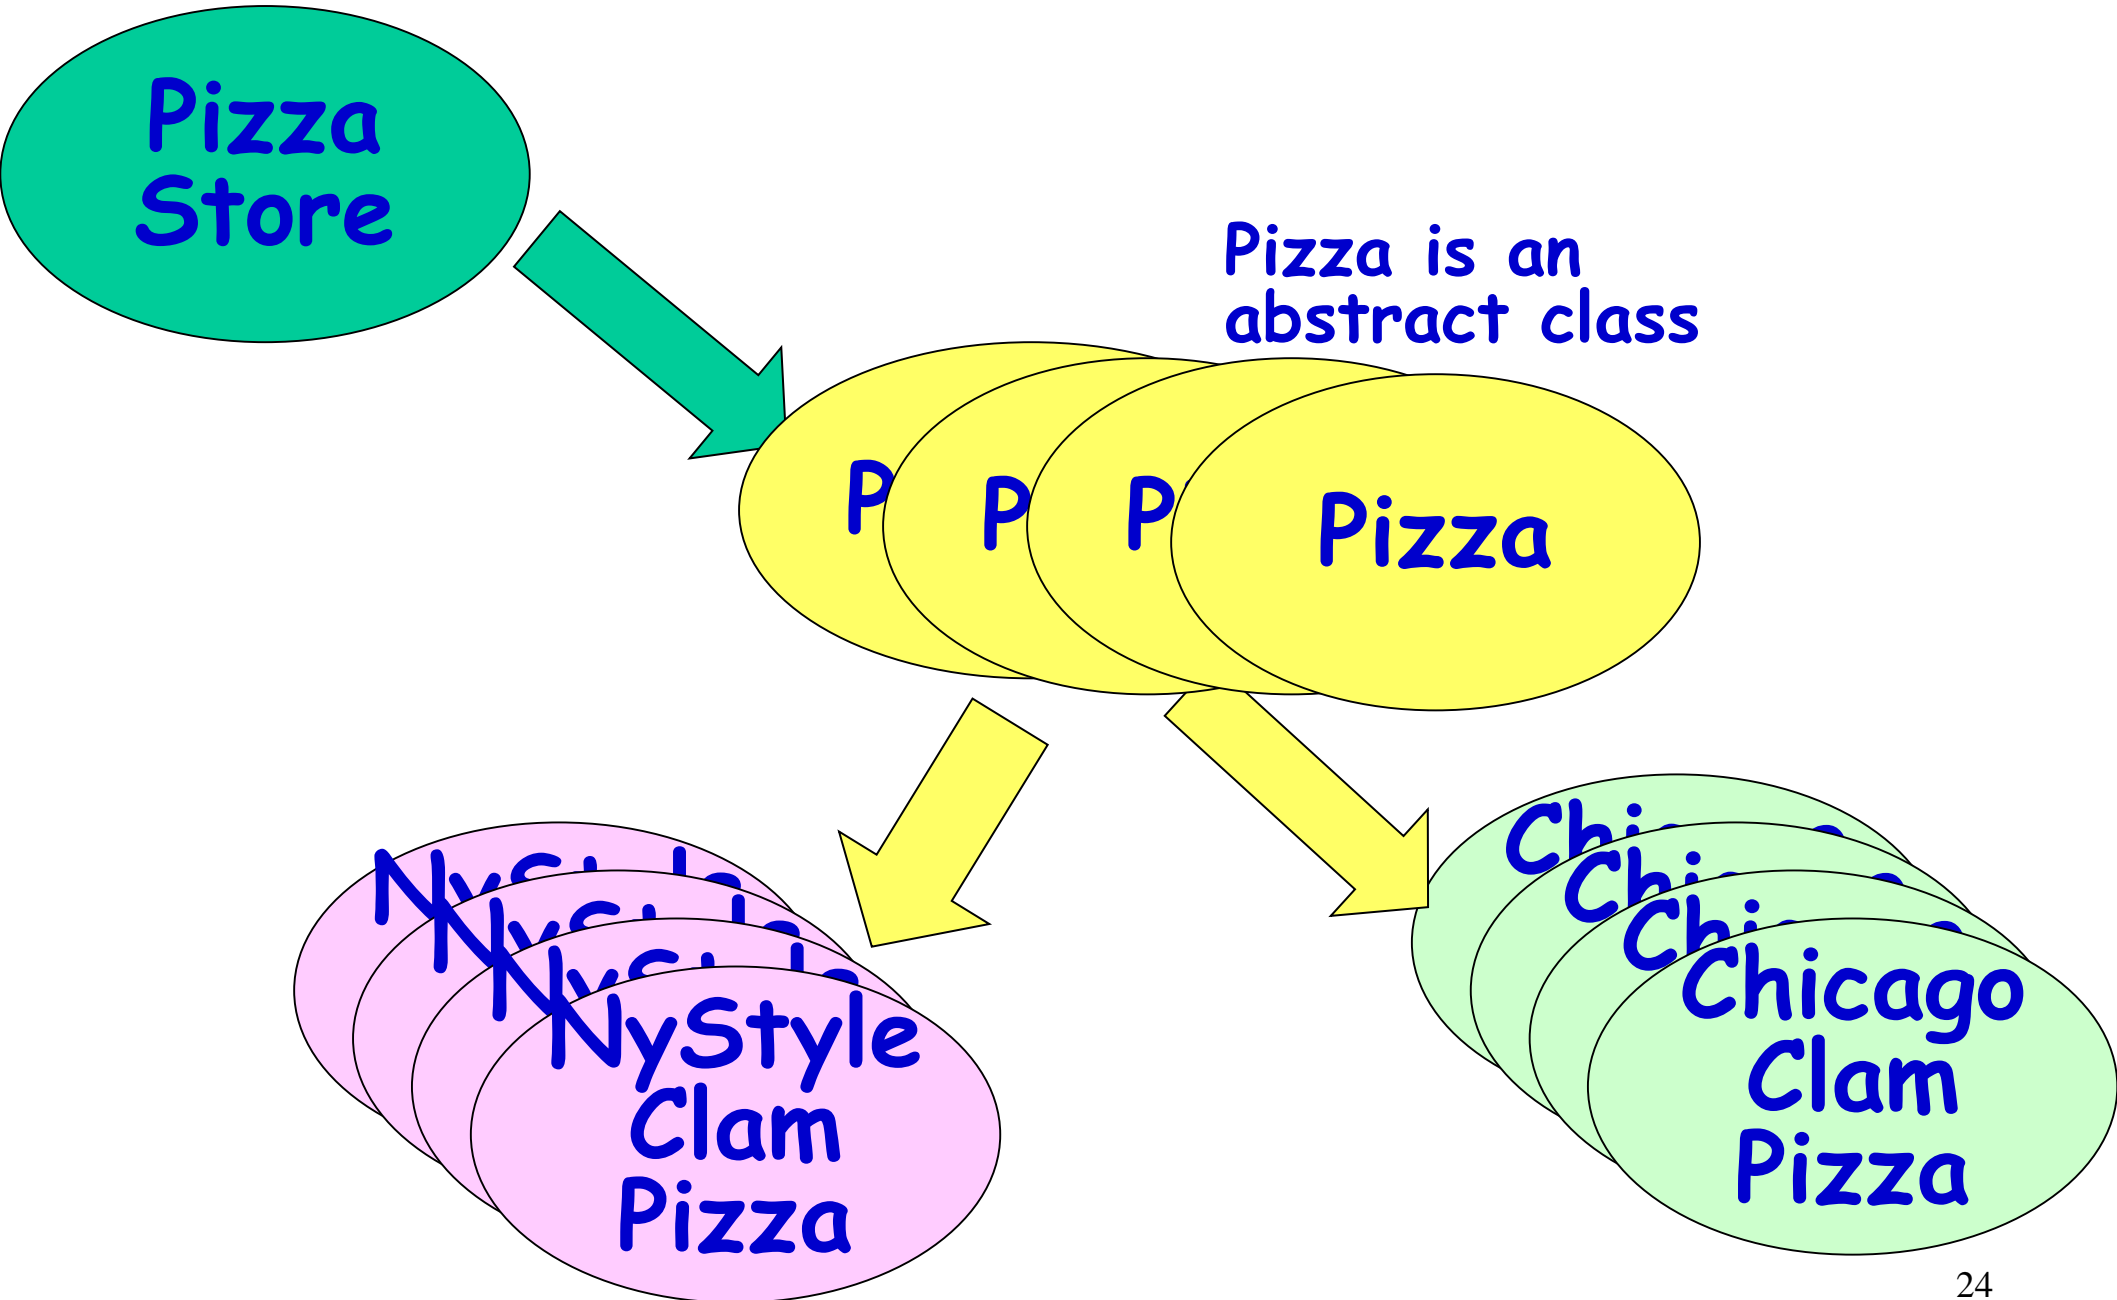 Pizza
Store
Pizza is an
abstract class
P
P
P
Pizza
NyStyle
Clam
Pizza
Chicago
Clam
Pizza
24